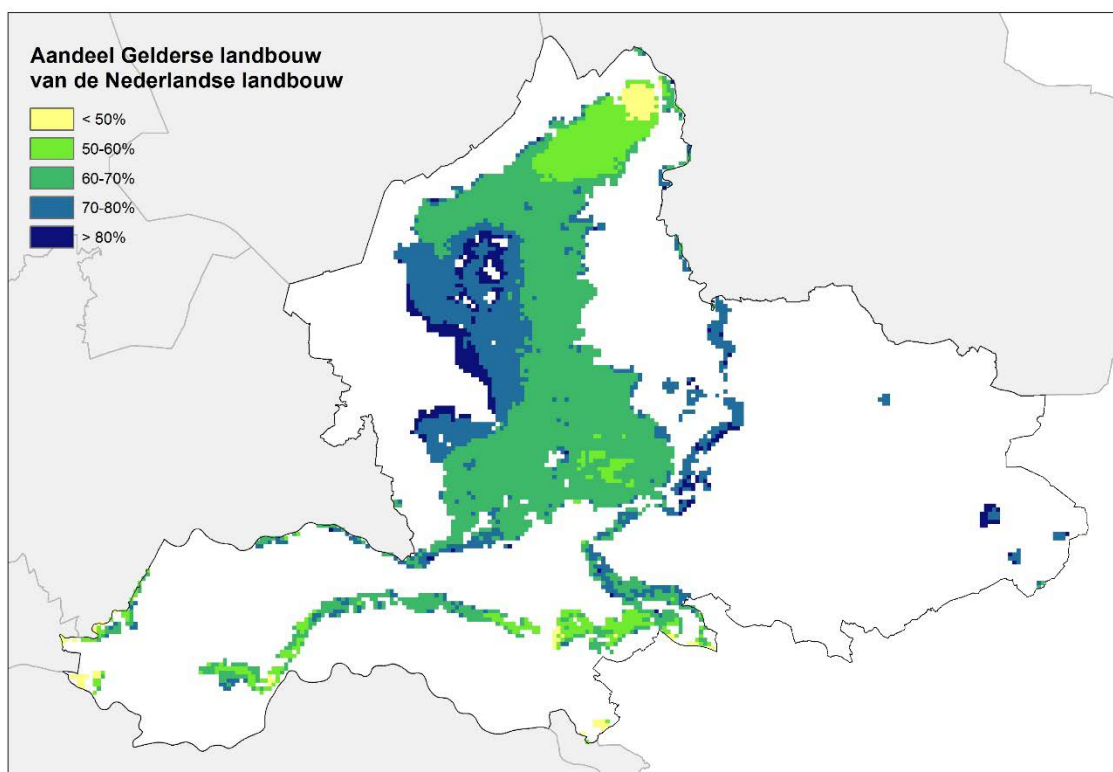 Aandeel Gelderse landbouw
van de Nederlandse landbouw
< 50%
50-60%
60-70%
70-80%
> 80%